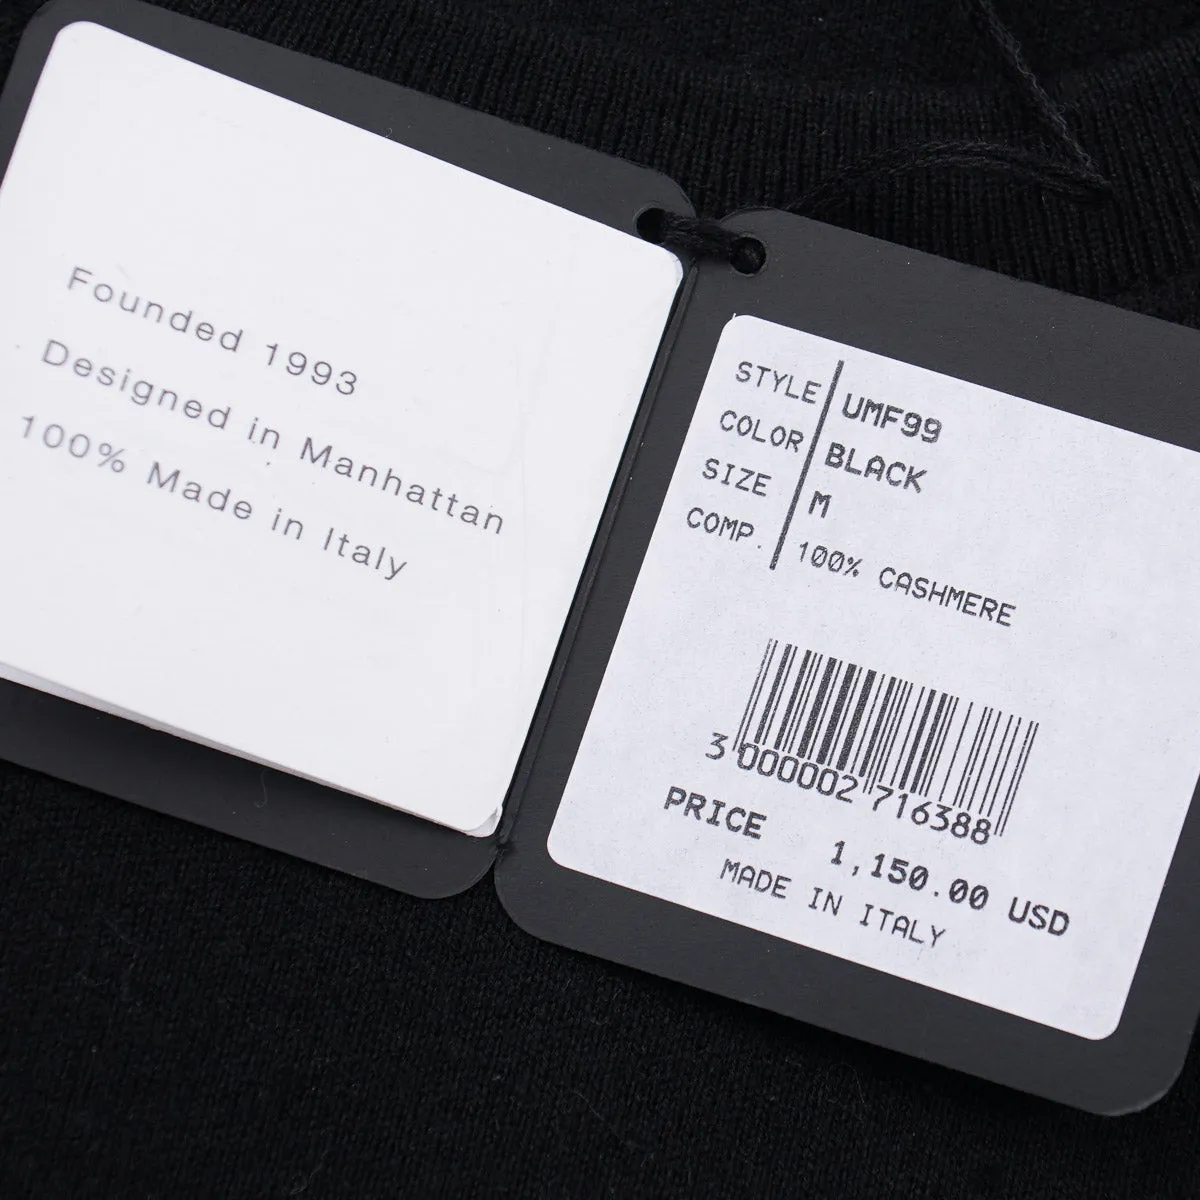 Founded 1993
Designed in Manhattan
100% Made in Italy
STYLE UMF99
COLOR BLACK
SIZE M
COMP. 100% CASHMERE
3 000002 716388
PRICE 1,150.00 USD
MADE IN ITALY